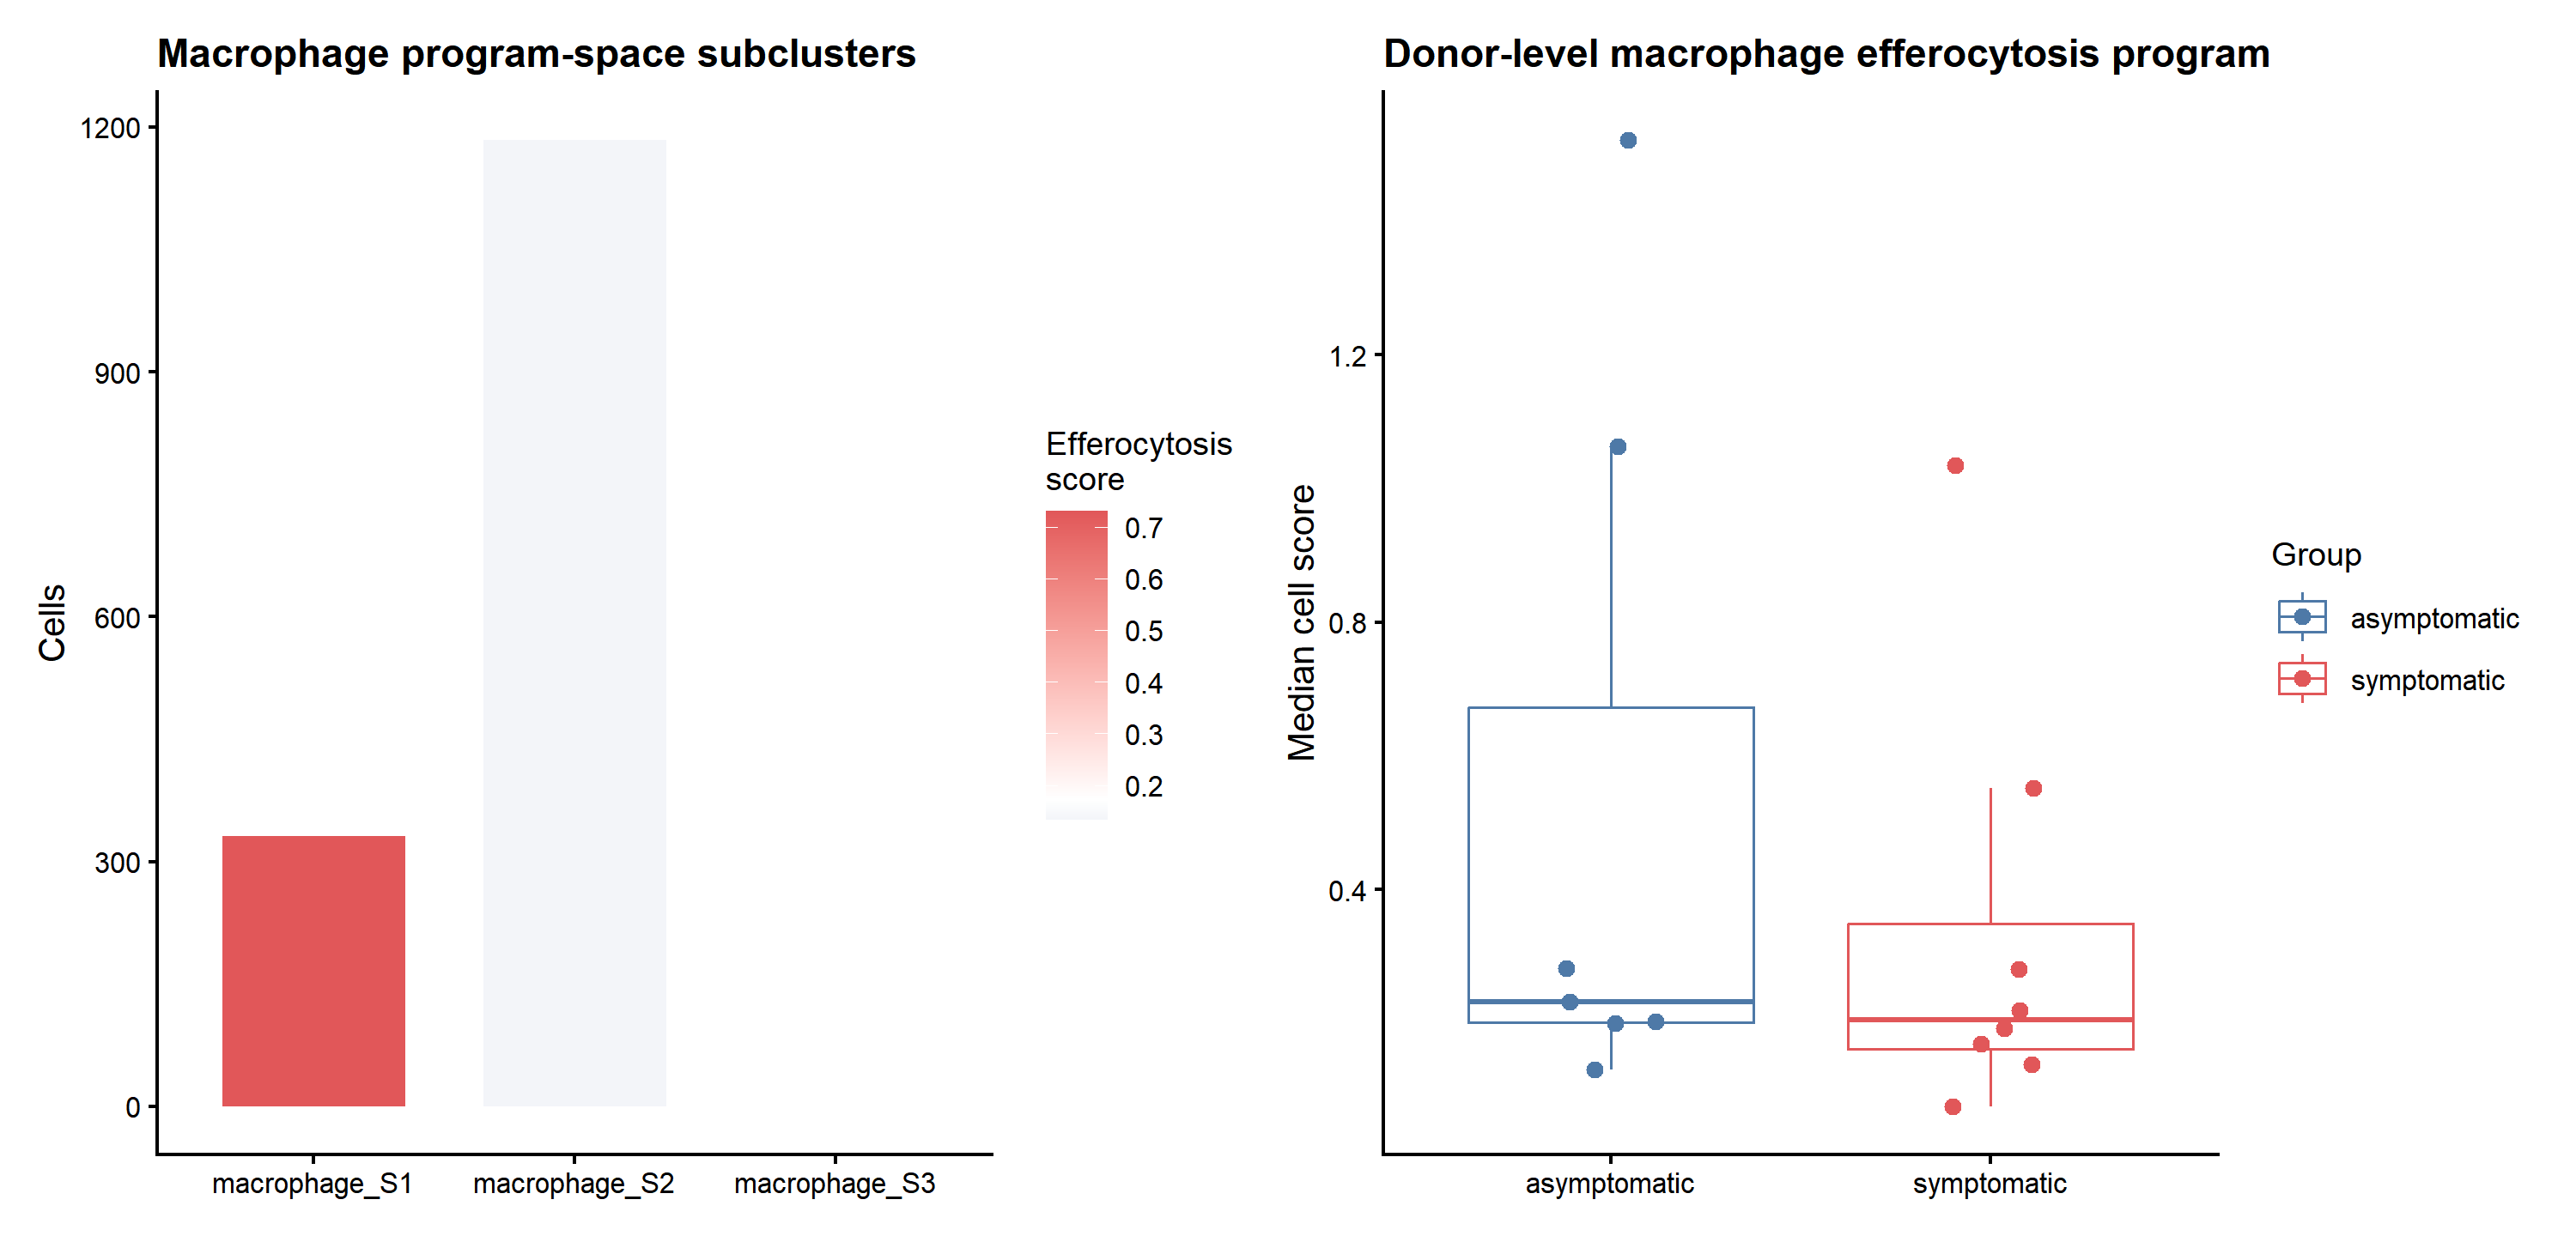 Macrophage program-space subclusters
Cells
1200
900
600
300
0
macrophage_S1
macrophage_S2
macrophage_S3
Efferocytosis
score
0.7
0.6
0.5
0.4
0.3
0.2
Donor-level macrophage efferocytosis program
Median cell score
1.2
0.8
0.4
asymptomatic
symptomatic
Group
asymptomatic
symptomatic